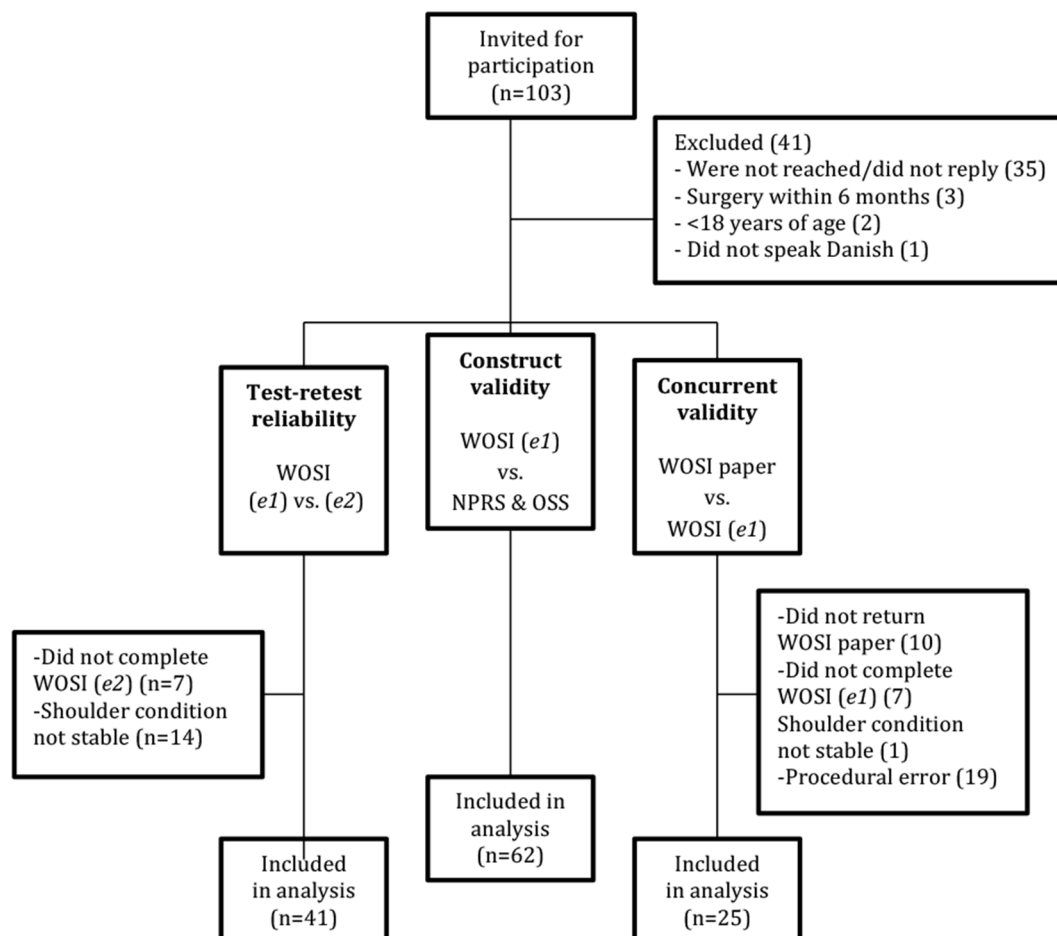 Invited for
participation
(n=103)
Excluded (41)
- Were not reached/did not reply (35)
- Surgery within 6 months (3)
- <18 years of age (2)
- Did not speak Danish (1)
Test-retest
reliability
WOSI
(e1) vs. (e2)
Construct
validity
WOSI (e1)
vs.
NPRS & OSS
Concurrent
validity
WOSI paper
vs.
WOSI (e1)
-Did not complete
WOSI (e2) (n=7)
-Shoulder condition
not stable (n=14)
-Did not return
WOSI paper (10)
-Did not complete
WOSI (e1) (7)
Shoulder condition
not stable (1)
-Procedural error (19)
Included
in analysis
(n=41)
Included in
analysis
(n=62)
Included
in analysis
(n=25)